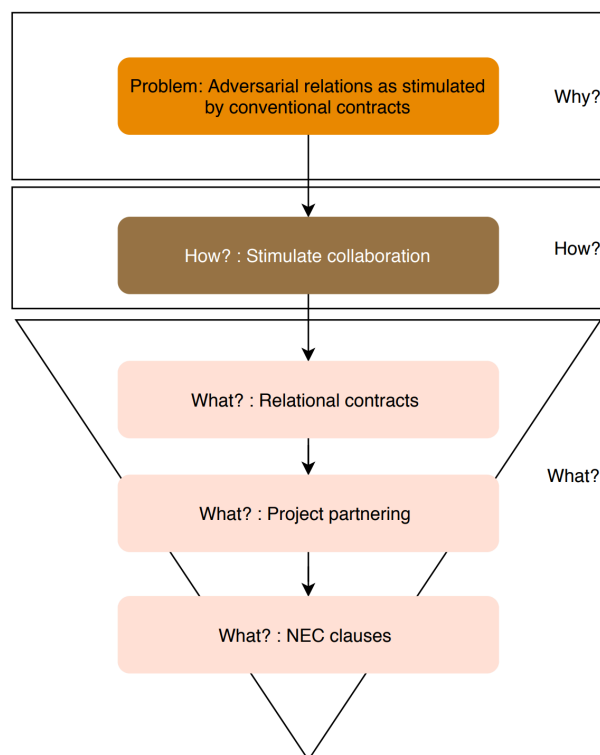 Problem: Adversarial relations as stimulated
by conventional contracts
Why?
How? : Stimulate collaboration
How?
What? : Relational contracts
What? : Project partnering
What?
What? : NEC clauses